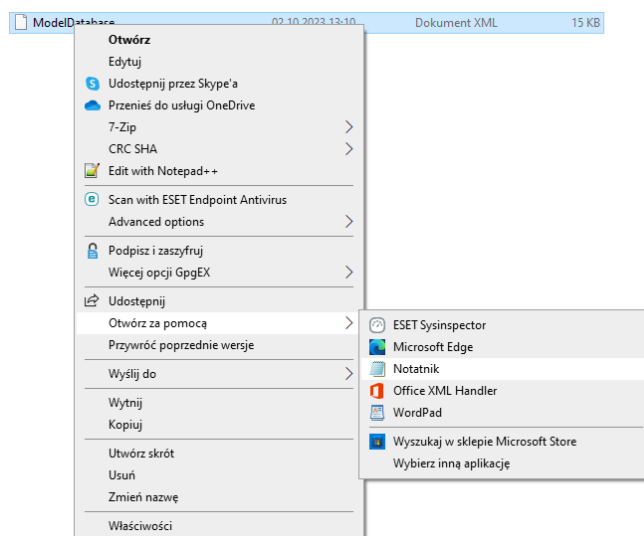 ModelDatabase 02.10.2023 13:10 Dokument XML 15 KB
Otwórz
Edytuj
Udostępnij przez Skype'a
Przenieś do usługi OneDrive
7-Zip
CRC SHA
Edit with Notepad++
Scan with ESET Endpoint Antivirus
Advanced options
Podpisz i zaszyfruj
Więcej opcji GpgEX
Udostępnij
Otwórz za pomocą
Przywróć poprzednie wersje
Wyślij do
Wytnij
Kopiuj
Utwórz skrót
Usuń
Zmień nazwę
Właściwości
ESET Sysinspector
Microsoft Edge
Notatnik
Office XML Handler
WordPad
Wyszukaj w sklepie Microsoft Store
Wybierz inną aplikację